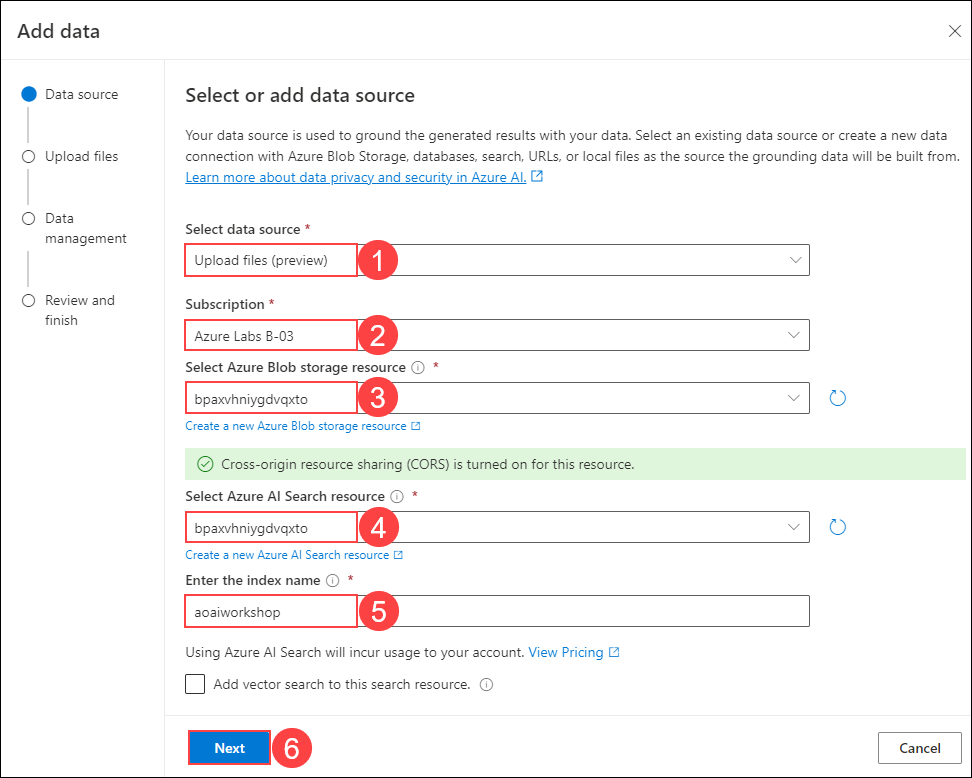 Add data
Data source
Upload files
Data
management
Review and
finish
Select or add data source
Your data source is used to ground the generated results with your data. Select an existing data source or create a new data
connection with Azure Blob Storage, databases, search, URLs, or local files as the source the grounding data will be built from.
Learn more about data privacy and security in Azure AI.
Select data source *
Upload files (preview) 1
Subscription *
Azure Labs B-03 2
Select Azure Blob storage resource *
bpaxvhniygdvqxto 3
Create a new Azure Blob storage resource
Cross-origin resource sharing (CORS) is turned on for this resource.
Select Azure AI Search resource *
bpaxvhniygdvqxto 4
Create a new Azure AI Search resource
Enter the index name *
aoaiworkshop 5
Using Azure AI Search will incur usage to your account. View Pricing
Add vector search to this search resource.
Next 6
Cancel